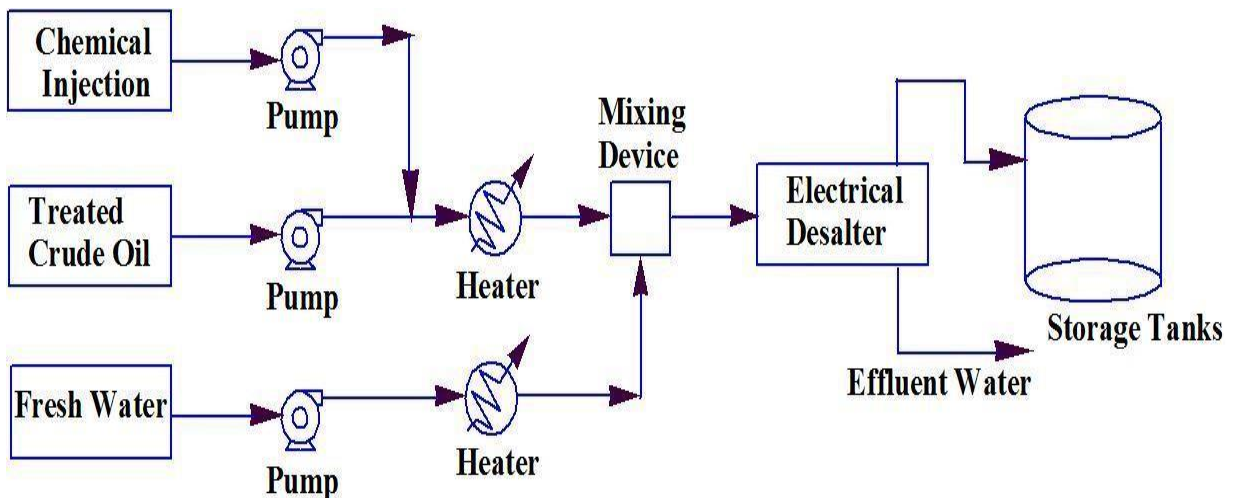 Chemical
Injection
Pump
Mixing
Device
Treated
Crude Oil
Pump
Heater
Electrical
Desalter
Storage Tanks
Effluent Water
Fresh Water
Pump
Heater